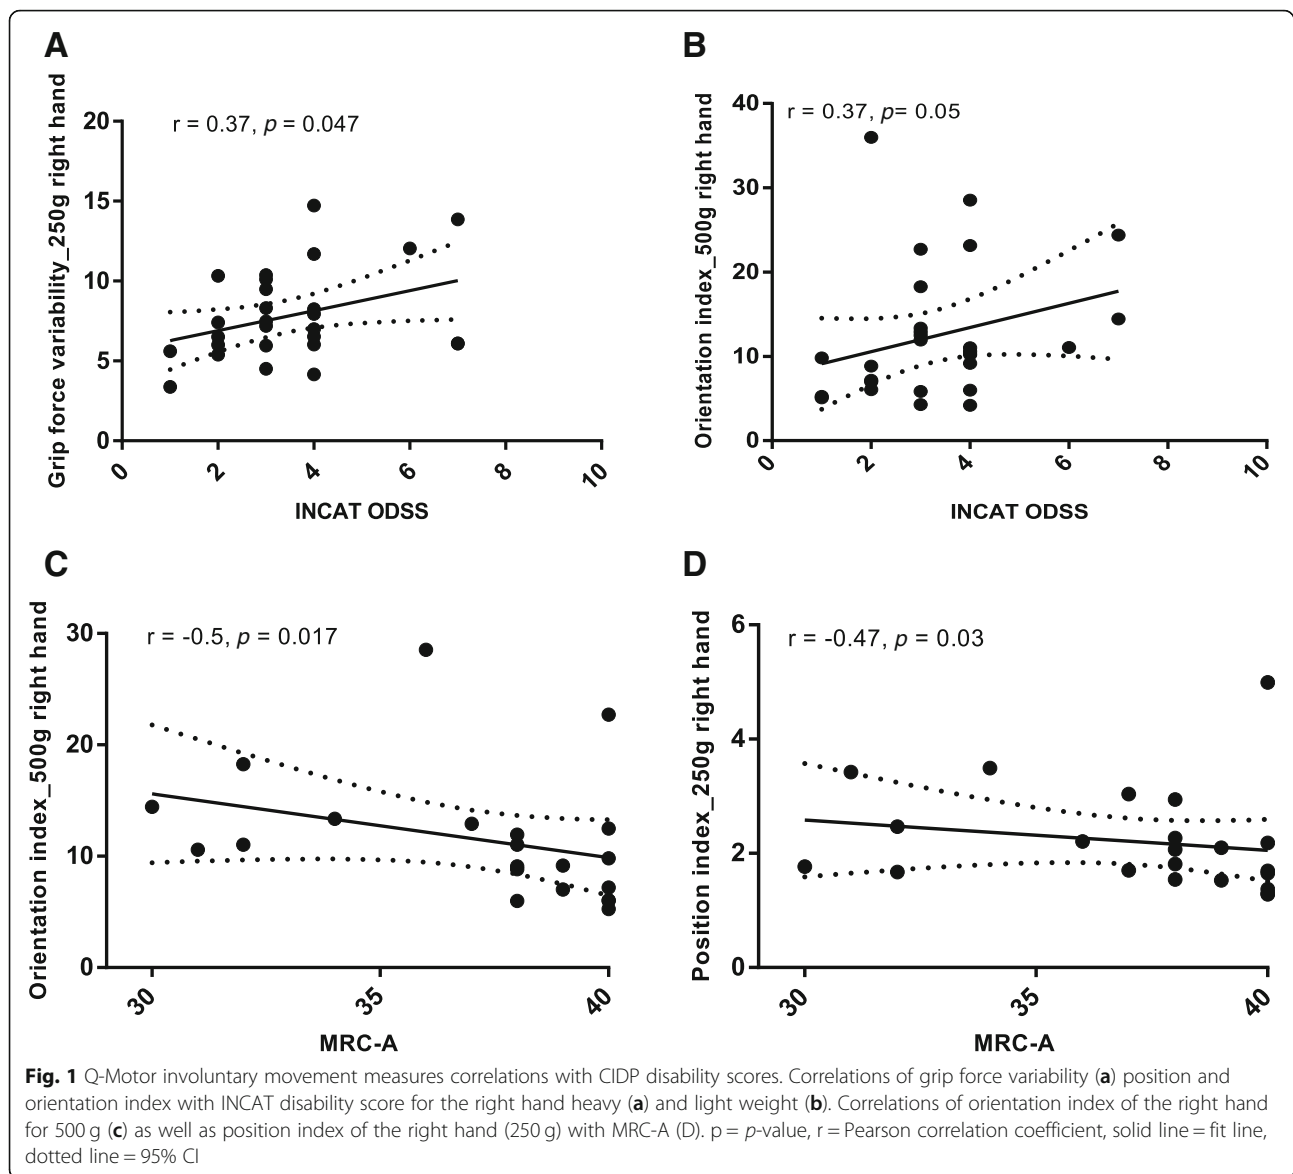 A
Grip force variability_250g right hand
r = 0.37, p = 0.047
20
15
10
5
0
0
2
4
6
8
10
INCAT ODSS
B
Orientation index_500g right hand
r = 0.37, p= 0.05
40
30
20
10
0
0
2
4
6
8
10
INCAT ODSS
C
Orientation index_500g right hand
r = -0.5, p = 0.017
30
20
10
0
30
35
40
MRC-A
D
Position index_250g right hand
r = -0.47, p = 0.03
6
4
2
0
30
35
40
MRC-A
Fig. 1 Q-Motor involuntary movement measures correlations with CIDP disability scores. Correlations of grip force variability (a) position and
orientation index with INCAT disability score for the right hand heavy (a) and light weight (b). Correlations of orientation index of the right hand
for 500 g (c) as well as position index of the right hand (250 g) with MRC-A (D). p = p-value, r = Pearson correlation coefficient, solid line = fit line,
dotted line = 95% CI